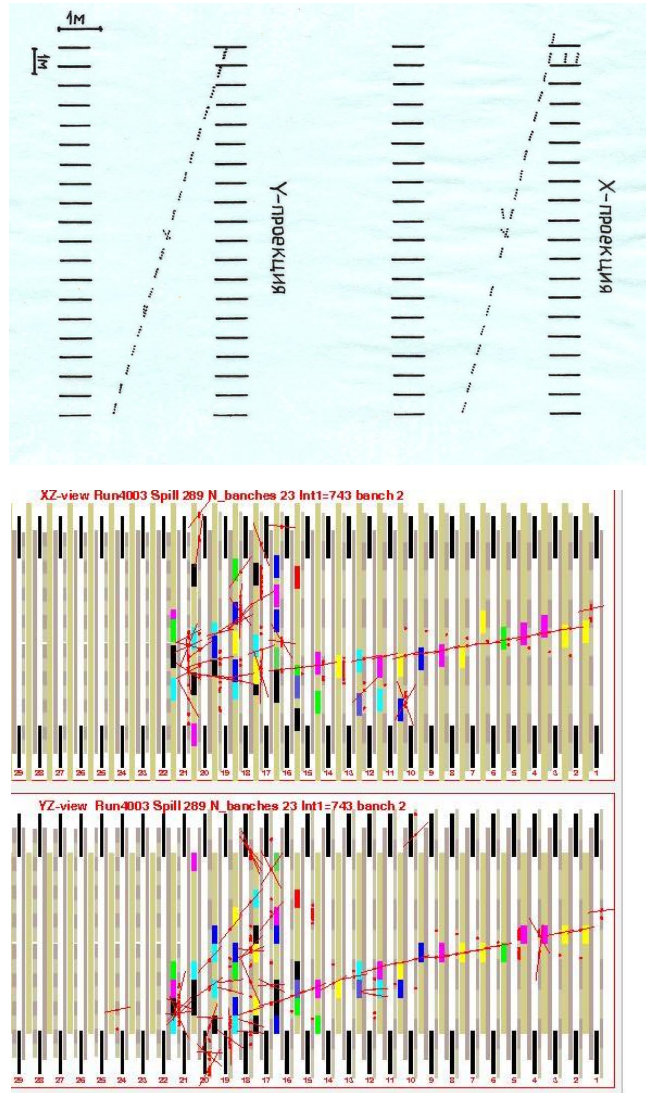 1м
1м
Y-проекция
X-проекция
XZ-view Run4003 Spill 289 N_banches 23 Int1=743 banch 2
29 28 27 26 25 24 23 22 21 20 19 18 17 16 15 14 13 12 11 10 9 8 7 6 5 4 3 2 1
YZ-view Run4003 Spill 289 N_banches 23 Int1=743 banch 2
29 28 27 26 25 24 23 22 21 20 19 18 17 16 15 14 13 12 11 10 9 8 7 6 5 4 3 2 1